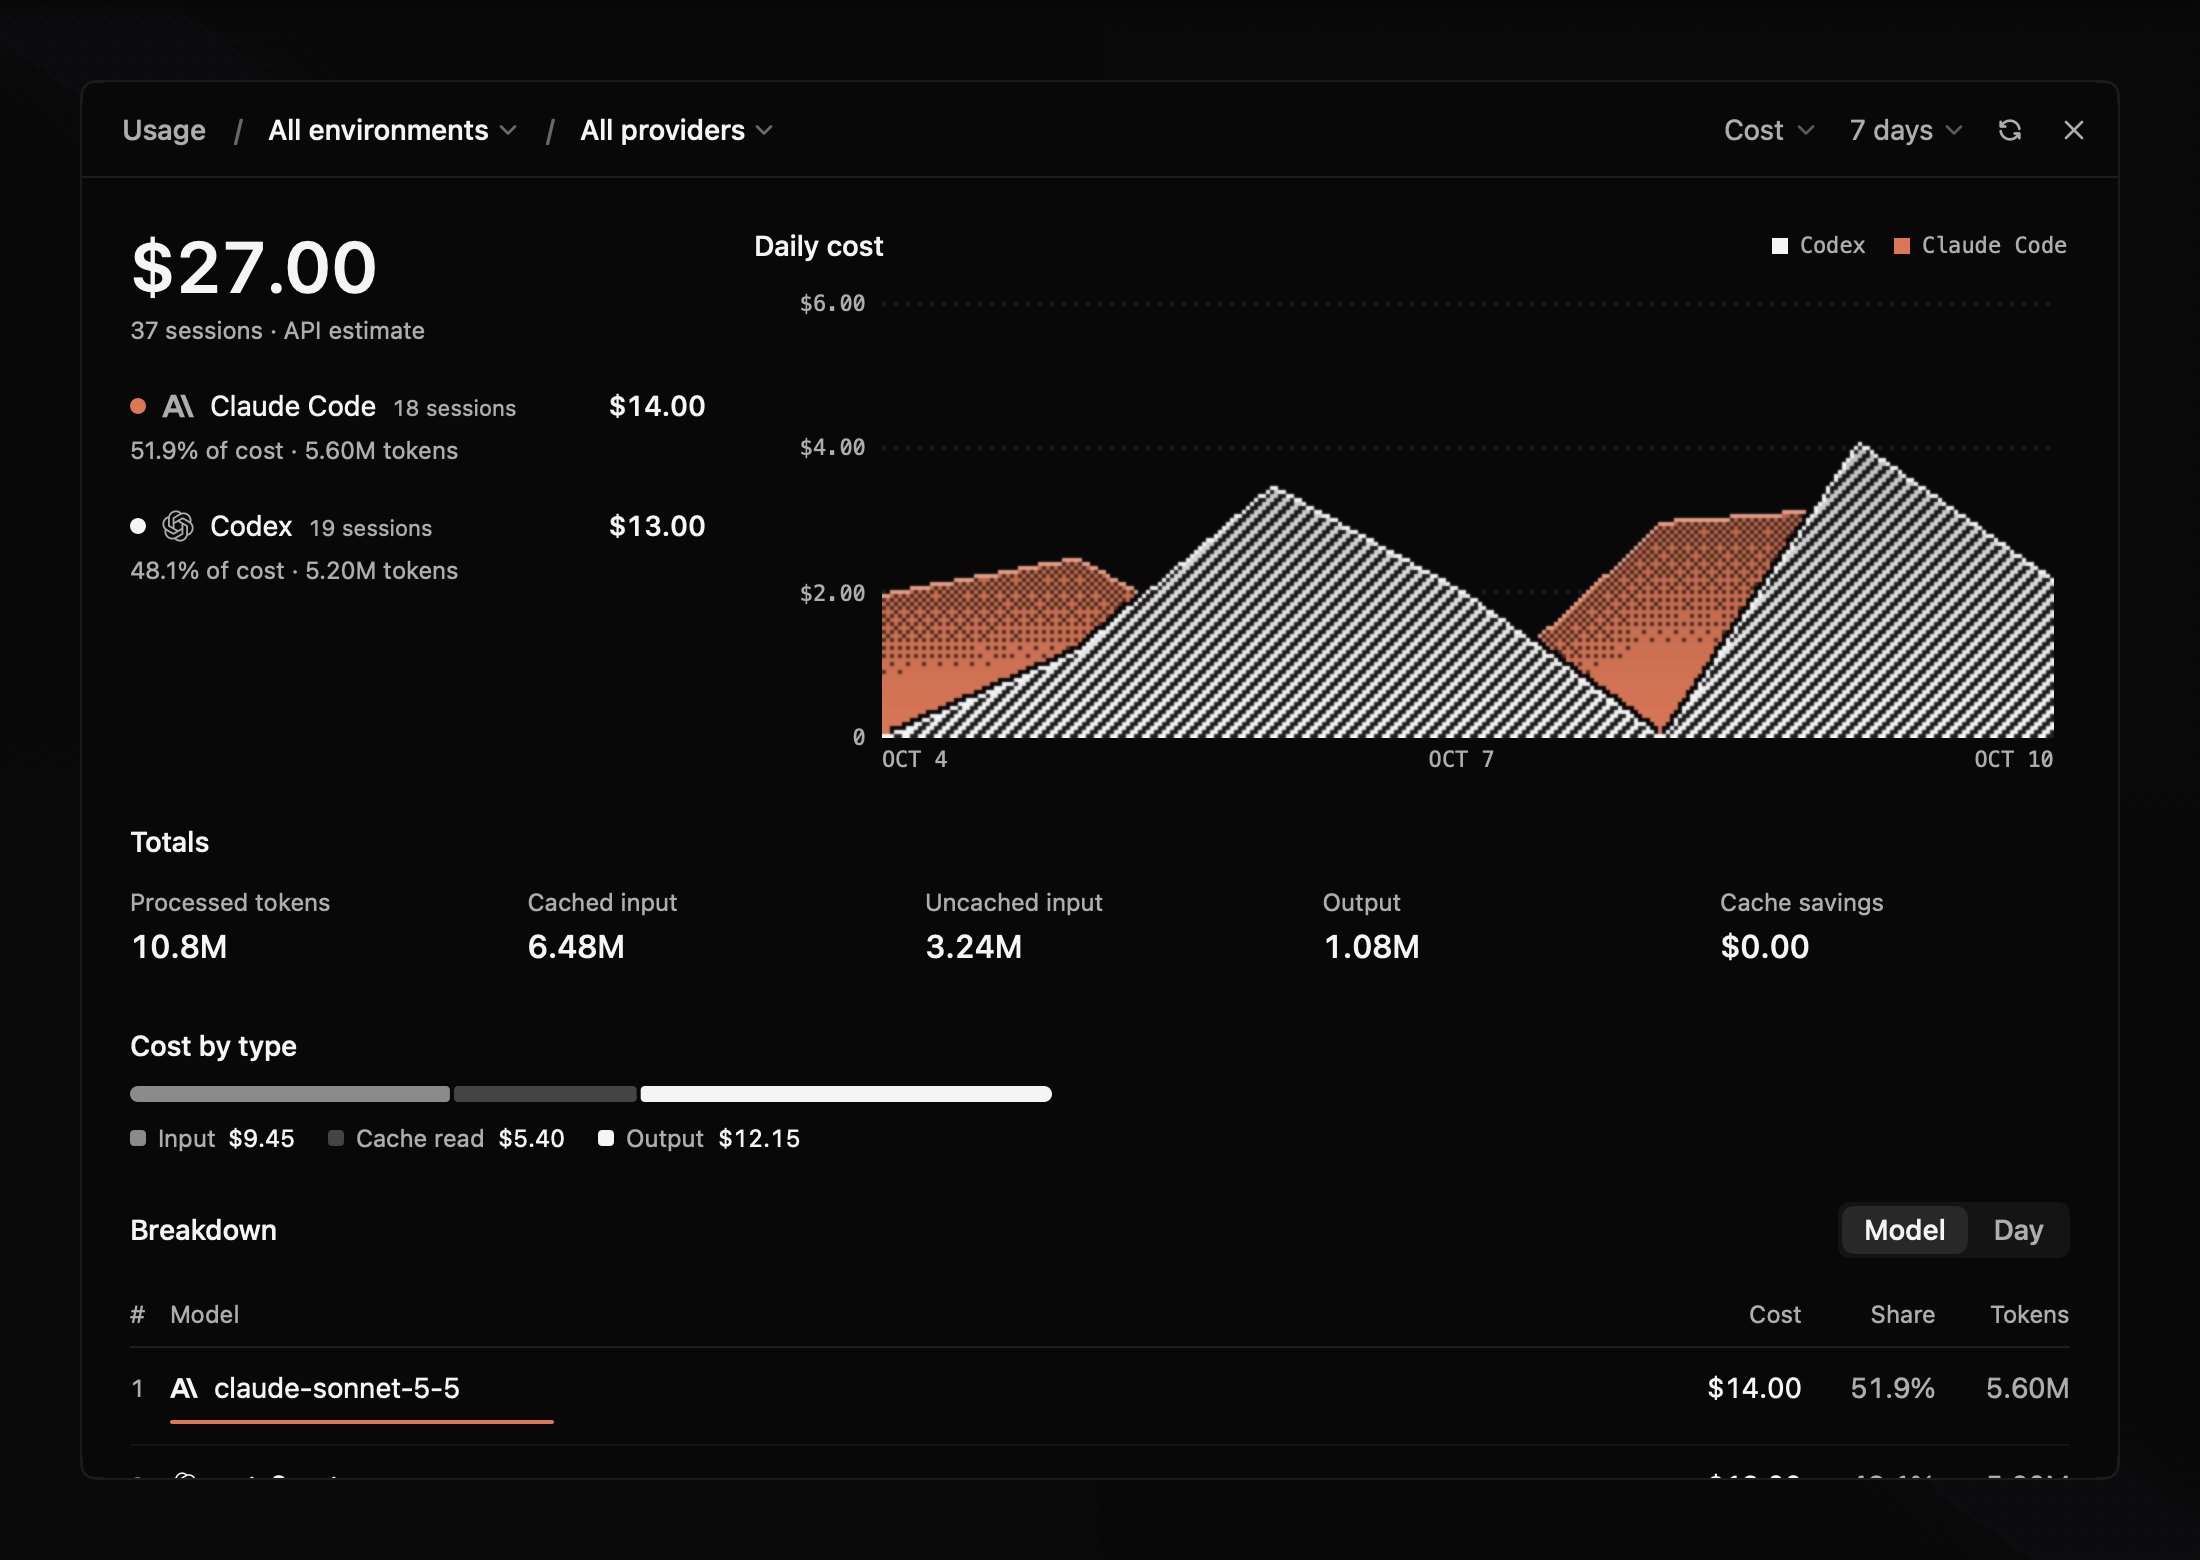 Usage / All environments / All providers
Cost 7 days
$27.00
37 sessions · API estimate
Claude Code 18 sessions $14.00
51.9% of cost · 5.60M tokens
Codex 19 sessions $13.00
48.1% of cost · 5.20M tokens
Daily cost
Codex Claude Code
$6.00
$4.00
$2.00
0
OCT 4 OCT 7 OCT 10
Totals
Processed tokens Cached input Uncached input Output Cache savings
10.8M 6.48M 3.24M 1.08M $0.00
Cost by type
Input $9.45 Cache read $5.40 Output $12.15
Breakdown
Model Day
# Model Cost Share Tokens
1 claude-sonnet-5-5 $14.00 51.9% 5.60M